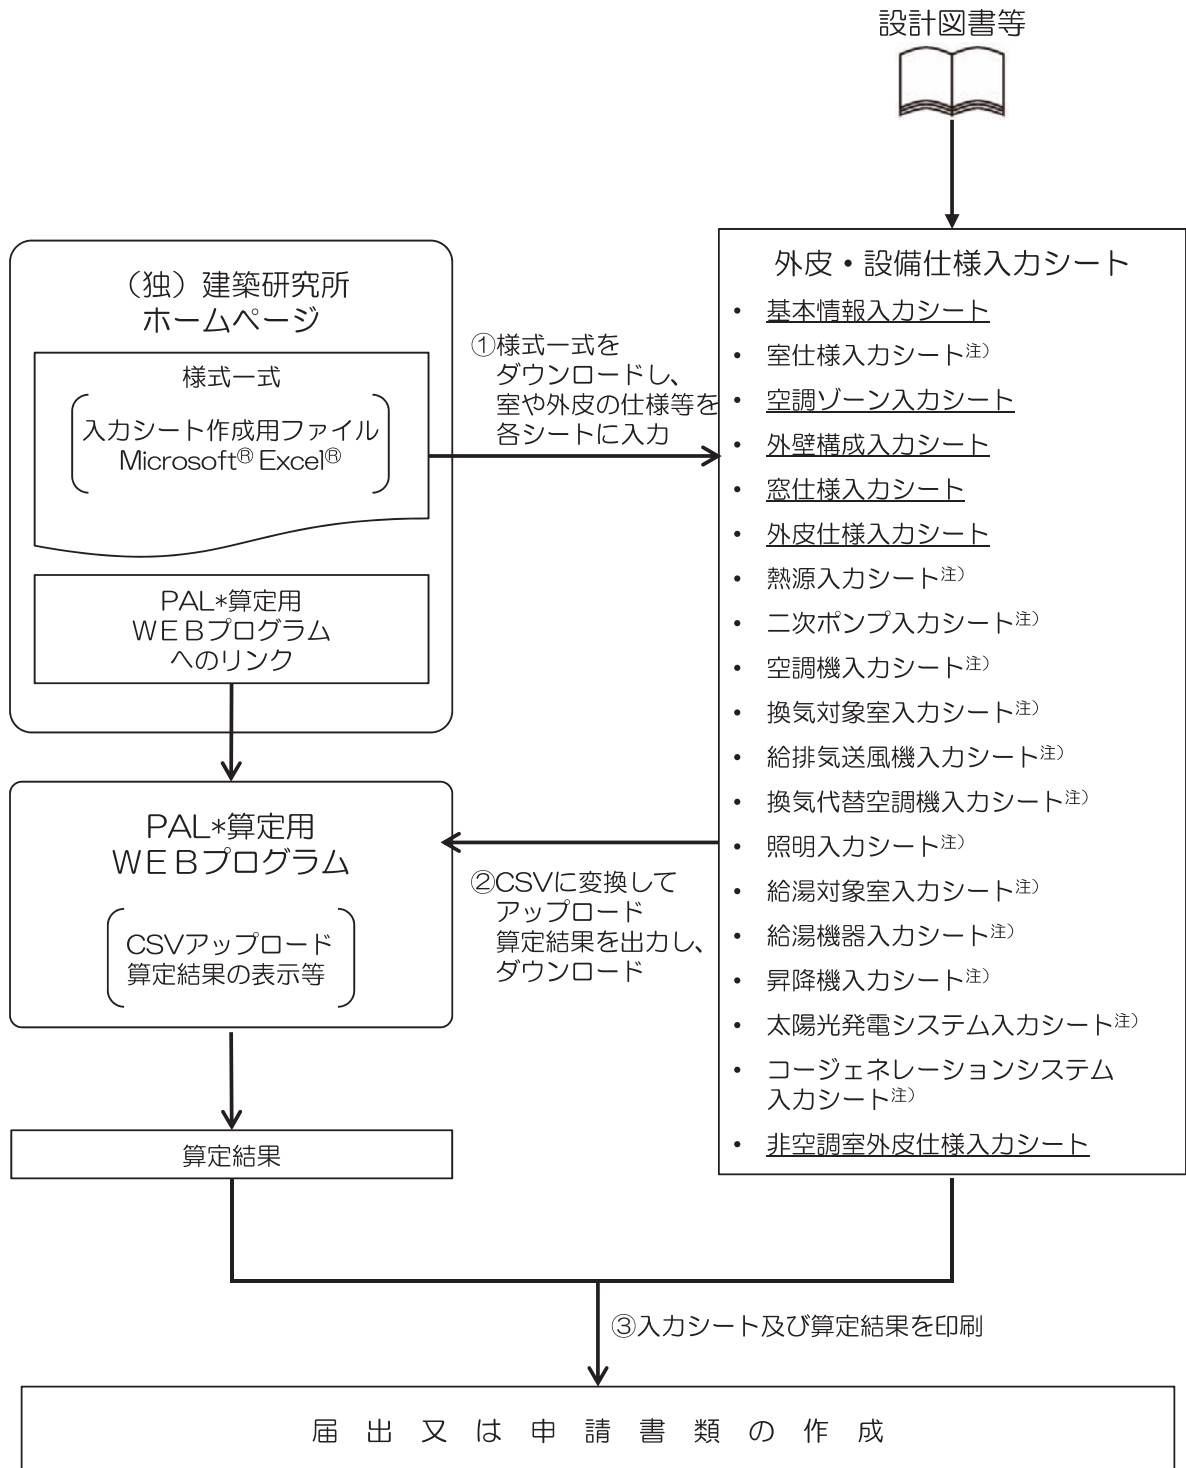 設計図書等
（独）建築研究所
ホームページ
様式一式
入力シート作成用ファイル
Microsoft® Excel®
PAL*算定用
ＷＥＢプログラム
へのリンク
①様式一式を
ダウンロードし、
室や外皮の仕様等を
各シートに入力
外皮・設備仕様入力シート
• 基本情報入力シート
• 室仕様入力シート注）
• 空調ゾーン入力シート
• 外壁構成入力シート
• 窓仕様入力シート
• 外皮仕様入力シート
• 熱源入力シート注）
• 二次ポンプ入力シート注）
• 空調機入力シート注）
• 換気対象室入力シート注）
• 給排気送風機入力シート注）
• 換気代替空調機入力シート注）
• 照明入力シート注）
• 給湯対象室入力シート注）
• 給湯機器入力シート注）
• 昇降機入力シート注）
• 太陽光発電システム入力シート注）
• コージェネレーションシステム
入力シート注）
• 非空調室外皮仕様入力シート
PAL*算定用
ＷＥＢプログラム
CSVアップロード
算定結果の表示等
②CSVに変換して
アップロード
算定結果を出力し、
ダウンロード
算定結果
③入力シート及び算定結果を印刷
届出又は申請書類の作成